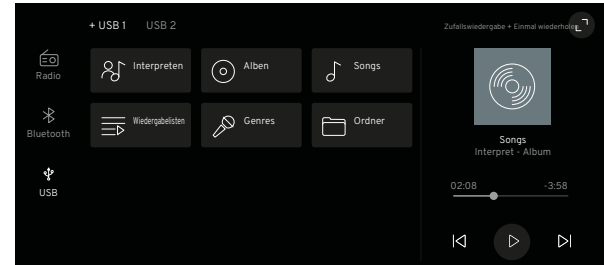 + USB 1 USB 2
Zufallswiedergabe + Einmal wiederholen
Radio
Bluetooth
USB
Interpreten
Alben
Songs
Wiedergabelisten
Genres
Ordner
Songs
Interpret - Album
02:08 -3:58